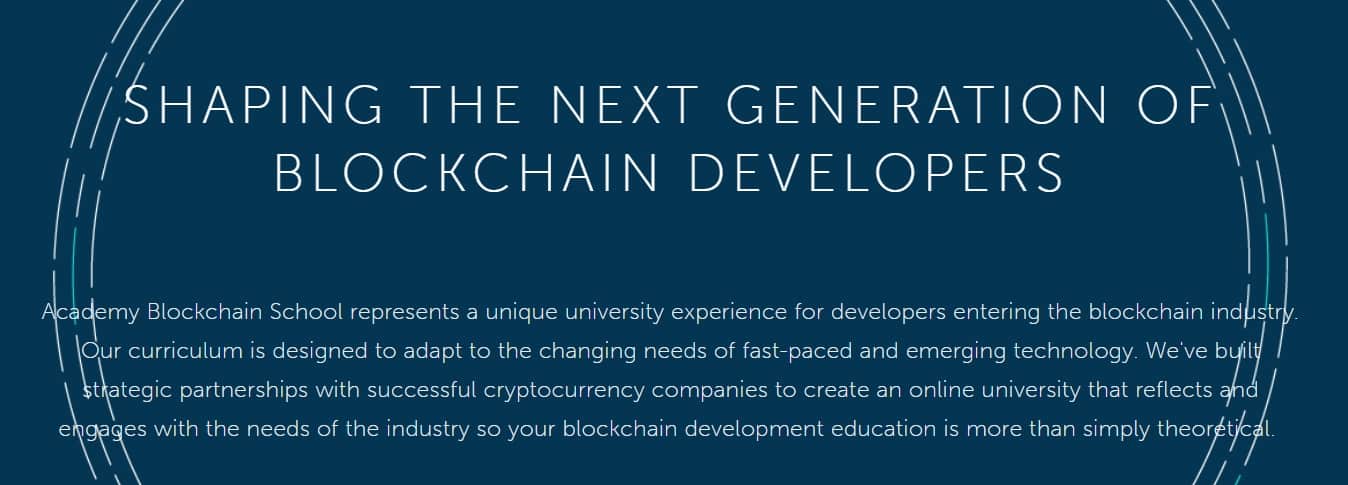 SHAPING THE NEXT GENERATION OF
BLOCKCHAIN DEVELOPERS
Academy Blockchain School represents a unique university experience for developers entering the blockchain industry.
Our curriculum is designed to adapt to the changing needs of fast-paced and emerging technology. We've built
strategic partnerships with successful cryptocurrency companies to create an online university that reflects and
engages with the needs of the industry so your blockchain development education is more than simply theoretical.